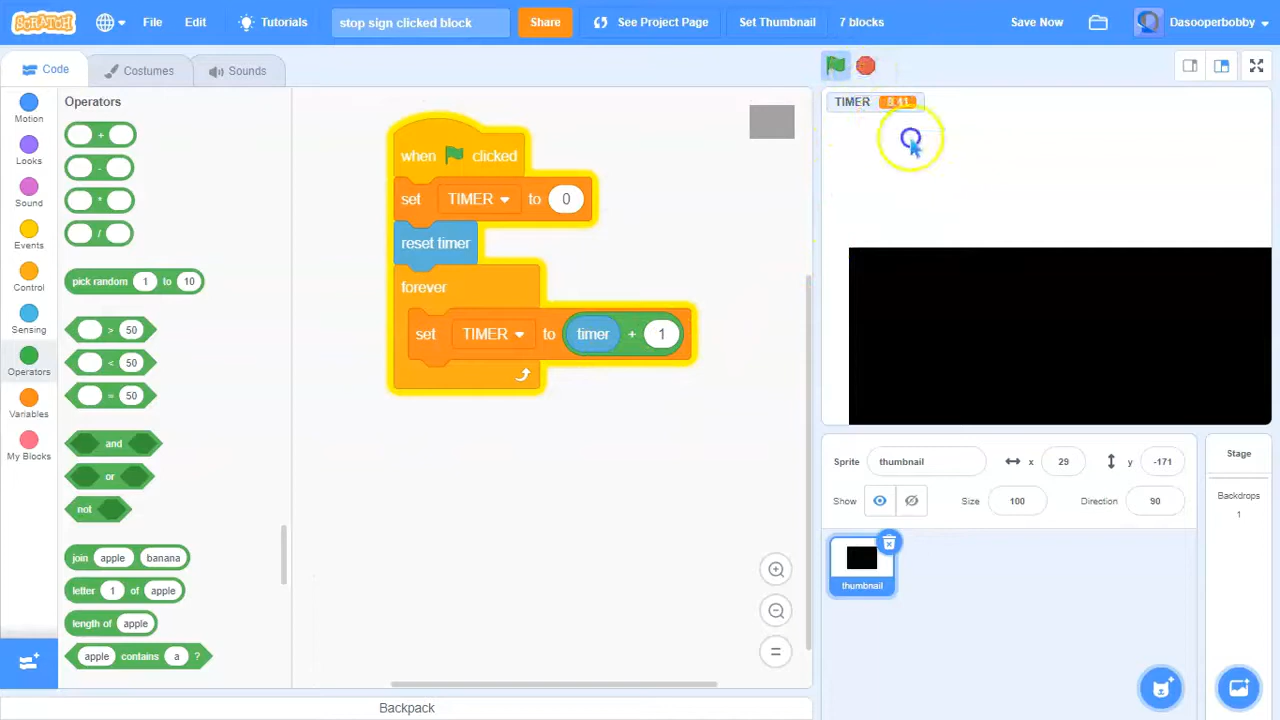 SCRATCH
File
Edit
Tutorials
stop sign clicked block
Share
See Project Page
Set Thumbnail
7 blocks
Save Now
Dasooperbobby
Code
Costumes
Sounds
Motion
Looks
Sound
Events
Control
Sensing
Operators
Variables
My Blocks
Operators
+
-
*
/
pick random 1 to 10
> 50
< 50
= 50
and
or
not
join apple banana
letter 1 of apple
length of apple
apple contains a ?
when clicked
set TIMER to 0
reset timer
forever
set TIMER to timer + 1
Backpack
TIMER
Sprite thumbnail x 29 y -171
Show Size 100 Direction 90
thumbnail
Stage
Backdrops
1